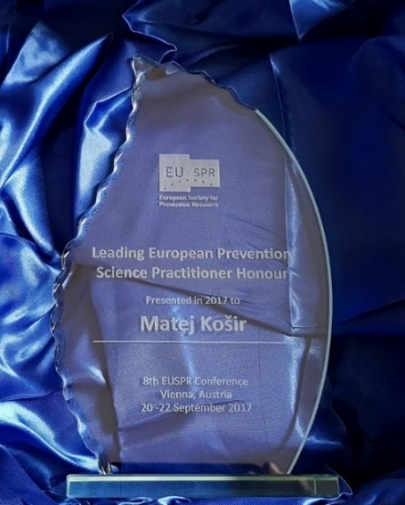 EU SPR
European Society for
Prevention Research
Leading European Prevention
Science Practitioner Honour
Presented in 2017 to
Matej Košir
8th EUSPR Conference
Vienna, Austria
20-22 September 2017